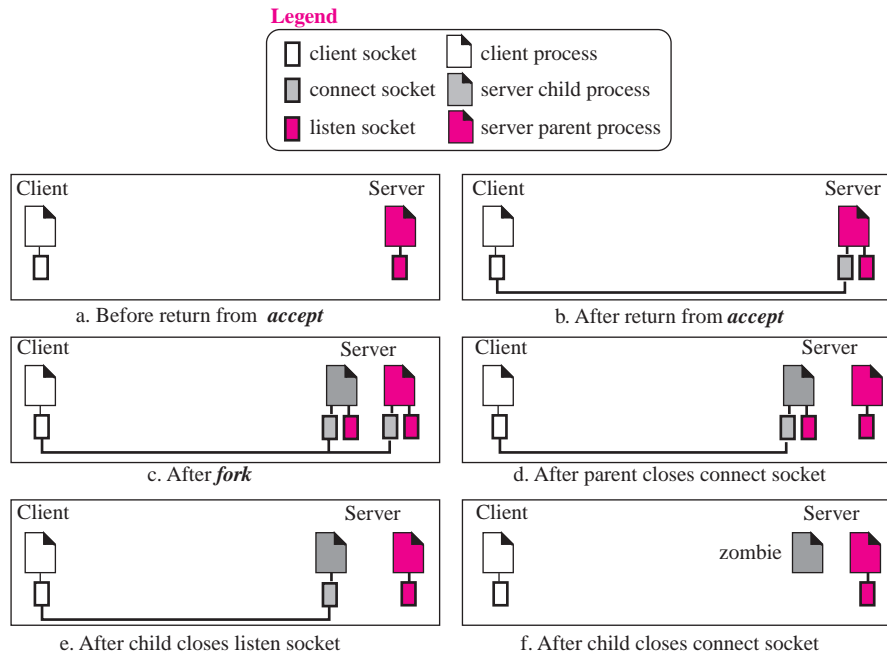 Legend
client socket client process
connect socket server child process
listen socket server parent process
Client Server
a. Before return from accept
Client Server
b. After return from accept
Client Server
c. After fork
Client Server
d. After parent closes connect socket
Client Server
e. After child closes listen socket
Client Server
zombie
f. After child closes connect socket